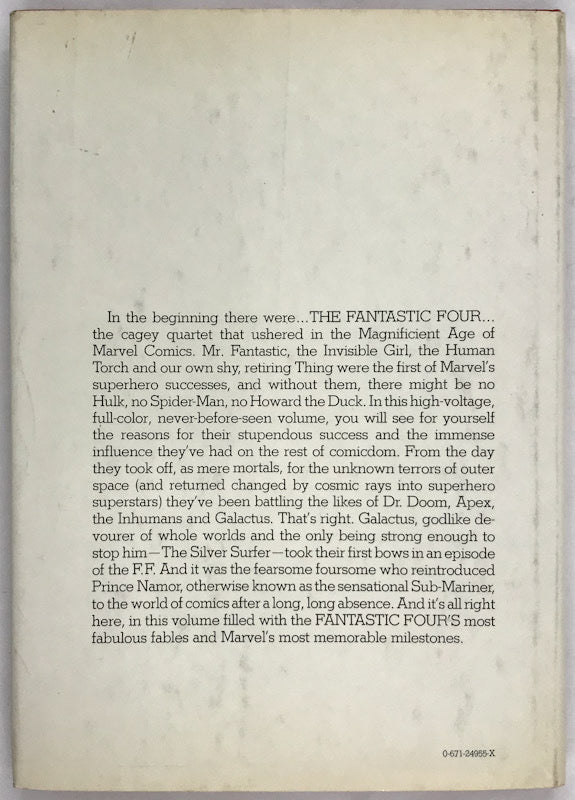 In the beginning there were...THE FANTASTIC FOUR...
the cagey quartet that ushered in the Magnificient Age of
Marvel Comics. Mr. Fantastic, the Invisible Girl, the Human
Torch and our own shy, retiring Thing were the first of Marvel's
superhero successes, and without them, there might be no
Hulk, no Spider-Man, no Howard the Duck. In this high-voltage,
full-color, never-before-seen volume, you will see for yourself
the reasons for their stupendous success and the immense
influence they've had on the rest of comicdom. From the day
they took off, as mere mortals, for the unknown terrors of outer
space (and returned changed by cosmic rays into superhero
superstars) they've been battling the likes of Dr. Doom, Apex,
the Inhumans and Galactus. That's right. Galactus, godlike de-
vourer of whole worlds and the only being strong enough to
stop him—The Silver Surfer—took their first bows in an episode
of the F.F. And it was the fearsome foursome who reintroduced
Prince Namor, otherwise known as the sensational Sub-Mariner,
to the world of comics after a long, long absence. And it's all right
here, in this volume filled with the FANTASTIC FOUR'S most
fabulous fables and Marvel's most memorable milestones.
0-671-24955-X